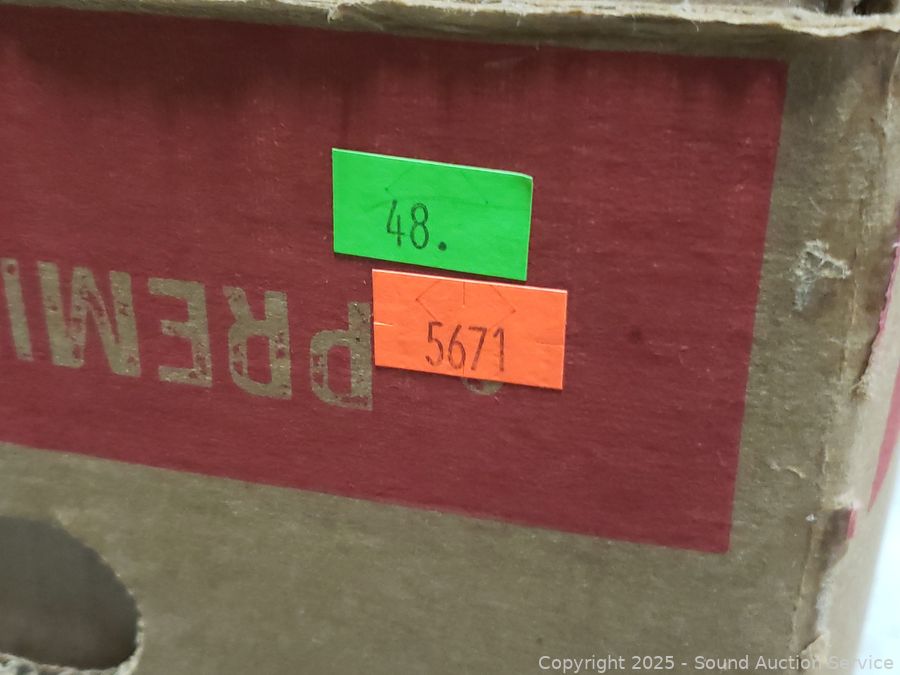 48.
5671
PREMI
Copyright 2025 - Sound Auction Service